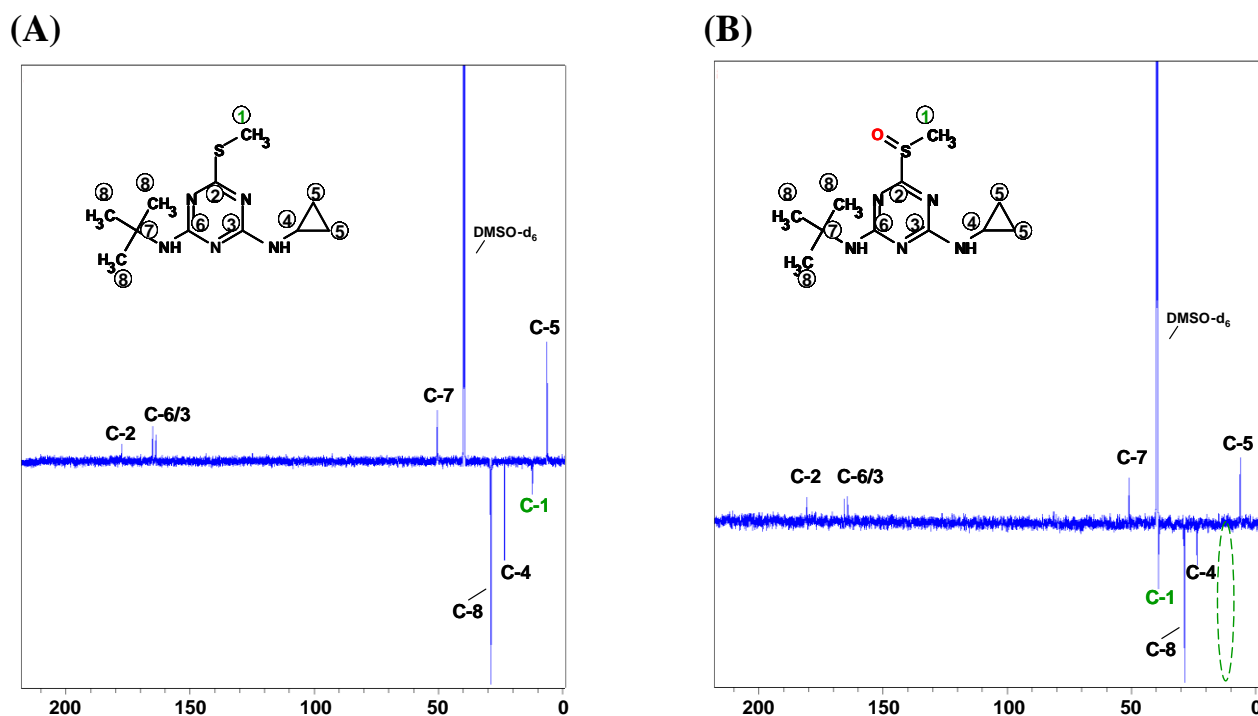 (A)
1
CH₃
S
8
8
5
2
CH₃
N
N
H₃C
4
5
7
6
3
NH
N
NH
H₃C
8
DMSO-d₆
C-5
C-7
C-6/3
C-2
C-1
C-4
C-8
200
150
100
50
0
(B)
1
O
CH₃
S
8
8
2
5
CH₃
N
N
H₃C
4
7
6
3
5
NH
N
NH
H₃C
8
DMSO-d₆
C-5
C-7
C-2
C-6/3
C-4
C-1
C-8
200
150
100
50
0